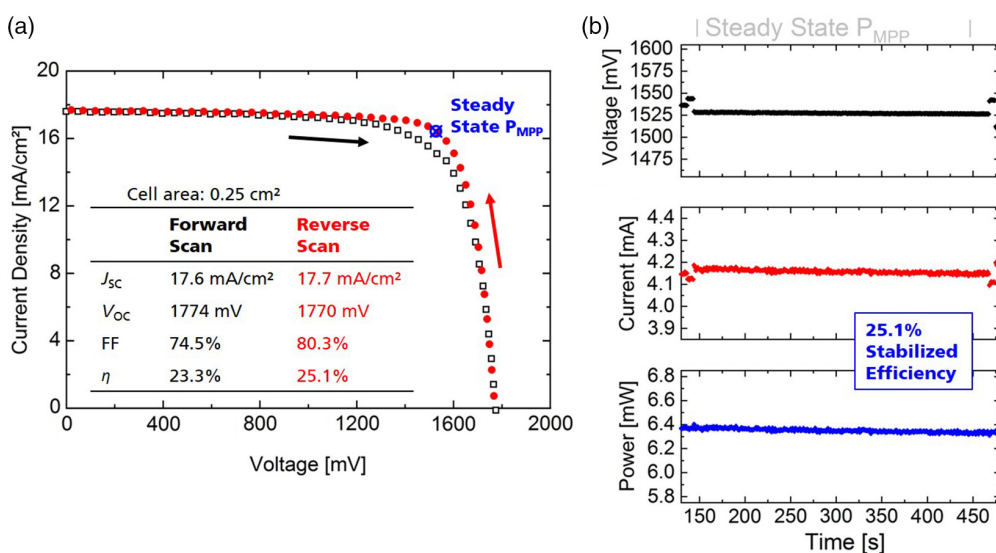 (a)
20
16
12
8
4
0
Current Density [mA/cm²]
0 400 800 1200 1600 2000
Voltage [mV]
Steady
State P_MPP
Cell area: 0.25 cm²
Forward Reverse
Scan Scan
J_SC 17.6 mA/cm² 17.7 mA/cm²
V_OC 1774 mV 1770 mV
FF 74.5% 80.3%
η 23.3% 25.1%
(b)
| Steady State P_MPP |
1600
1575
1550
1525
1500
1475
Voltage [mV]
4.4
4.3
4.2
4.1
4.0
3.9
Current [mA]
25.1%
Stabilized
Efficiency
6.8
6.6
6.4
6.2
6.0
5.8
Power [mW]
150 200 250 300 350 400 450
Time [s]